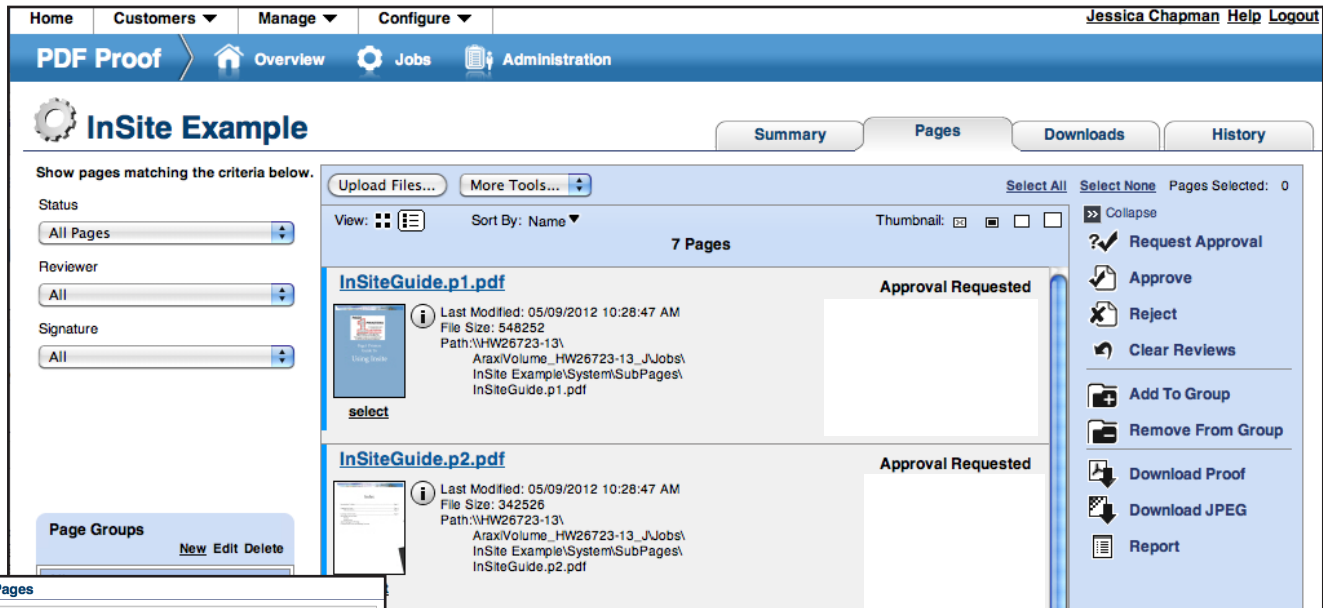 Home Customers ▼ Manage ▼ Configure ▼ Jessica Chapman Help Logout
PDF Proof Overview Jobs Administration
InSite Example
Summary Pages Downloads History
Show pages matching the criteria below.
Status
All Pages
Reviewer
All
Signature
All
Page Groups
New Edit Delete
Pages
Upload Files... More Tools... Select All Select None Pages Selected: 0
View: Sort By: Name ▼ Thumbnail:
7 Pages
InSiteGuide.p1.pdf
Approval Requested
Using InSite
Last Modified: 05/09/2012 10:28:47 AM
File Size: 548252
Path:\\HW26723-13\
AraxiVolume_HW26723-13_J\Jobs\
InSite Example\System\SubPages\
InSiteGuide.p1.pdf
select
InSiteGuide.p2.pdf
Approval Requested
Last Modified: 05/09/2012 10:28:47 AM
File Size: 342526
Path:\\HW26723-13\
AraxiVolume_HW26723-13_J\Jobs\
InSite Example\System\SubPages\
InSiteGuide.p2.pdf
Collapse
Request Approval
Approve
Reject
Clear Reviews
Add To Group
Remove From Group
Download Proof
Download JPEG
Report